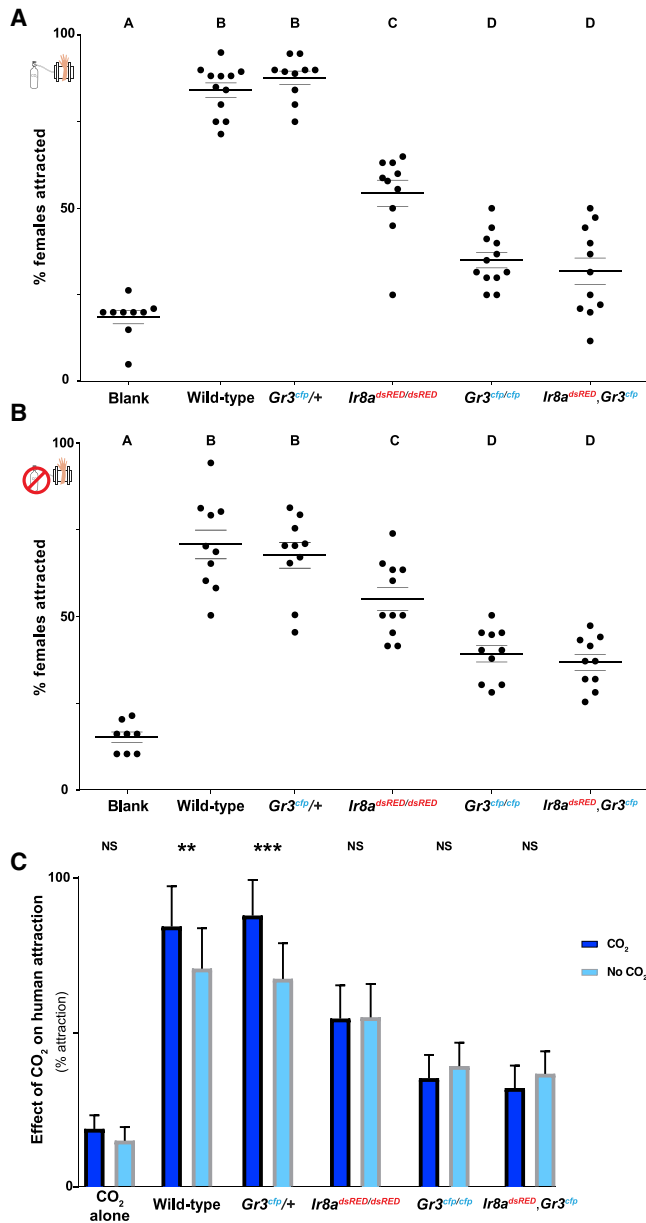 A
A B B C D D
100
50
0
% females attracted
Blank Wild-type Gr3cfp/+ Ir8adsRED/dsRED Gr3cfp/cfp Ir8adsRED,Gr3cfp
B
A B B C D D
100
50
0
% females attracted
Blank Wild-type Gr3cfp/+ Ir8adsRED/dsRED Gr3cfp/cfp Ir8adsRED,Gr3cfp
C
NS ** *** NS NS NS
100
0
Effect of CO2 on human attraction
(% attraction)
CO2
No CO2
CO2 Wild-type Gr3cfp/+ Ir8adsRED/dsRED Gr3cfp/cfp Ir8adsRED,Gr3cfp
alone